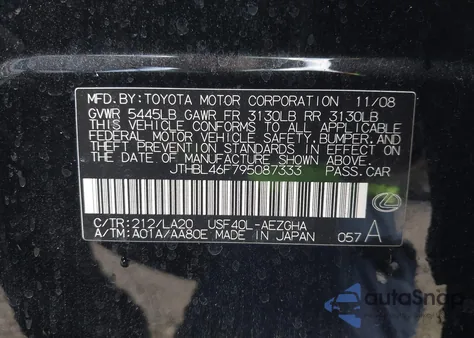 MFD. BY: TOYOTA MOTOR CORPORATION 11/08
GVWR 5445LB GAWR FR 3130LB RR 3130LB
THIS VEHICLE CONFORMS TO ALL APPLICABLE
FEDERAL MOTOR VEHICLE SAFETY, BUMPER, AND
THEFT PREVENTION STANDARDS IN EFFECT ON
THE DATE OF MANUFACTURE SHOWN ABOVE.
JTHBL46F795087333 PASS. CAR
C/TR: 212/LA20 USF40L-AEZGHA
A/TM: A01A/AA80E MADE IN JAPAN 057 A
autoSnap